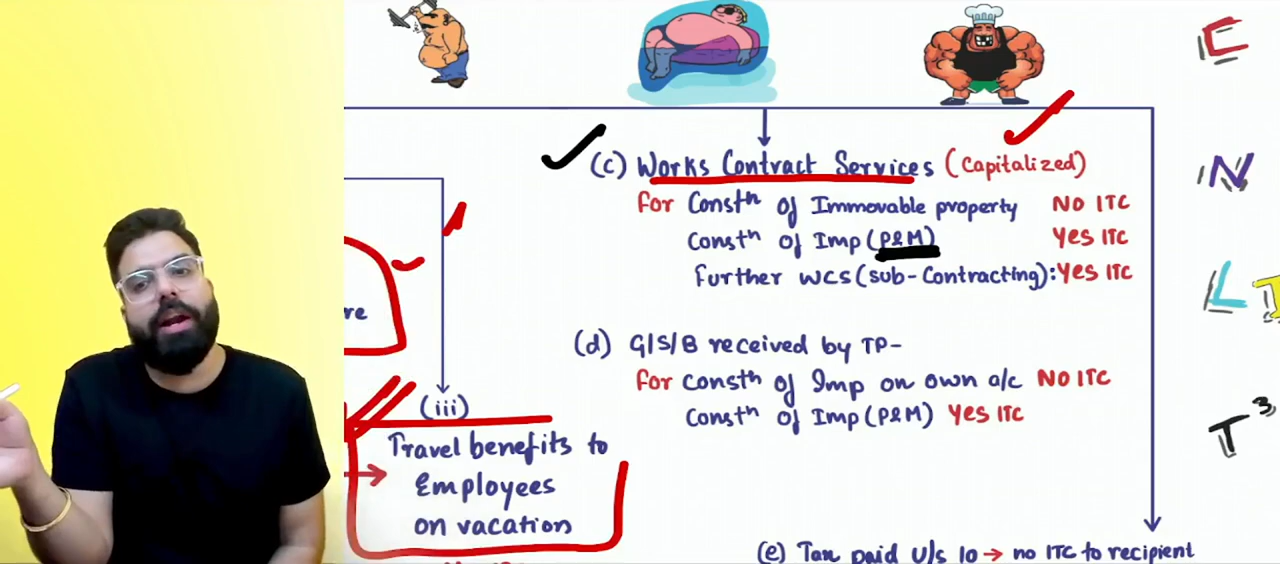 (c) Works Contract Services (Capitalized)
For Constⁿ of Immovable property NO ITC
Constⁿ of Imp (P&M) Yes ITC
Further WCS (Sub-Contracting): Yes ITC
(d) G/S/B received by TP-
For Constⁿ of Imp on own a/c NO ITC
Constⁿ of Imp (P&M) Yes ITC
re
(iii)
Travel benefits to
Employees
on vacation
(e) Tax paid U/s 10 → no ITC to recipient
C
N
L I
T³